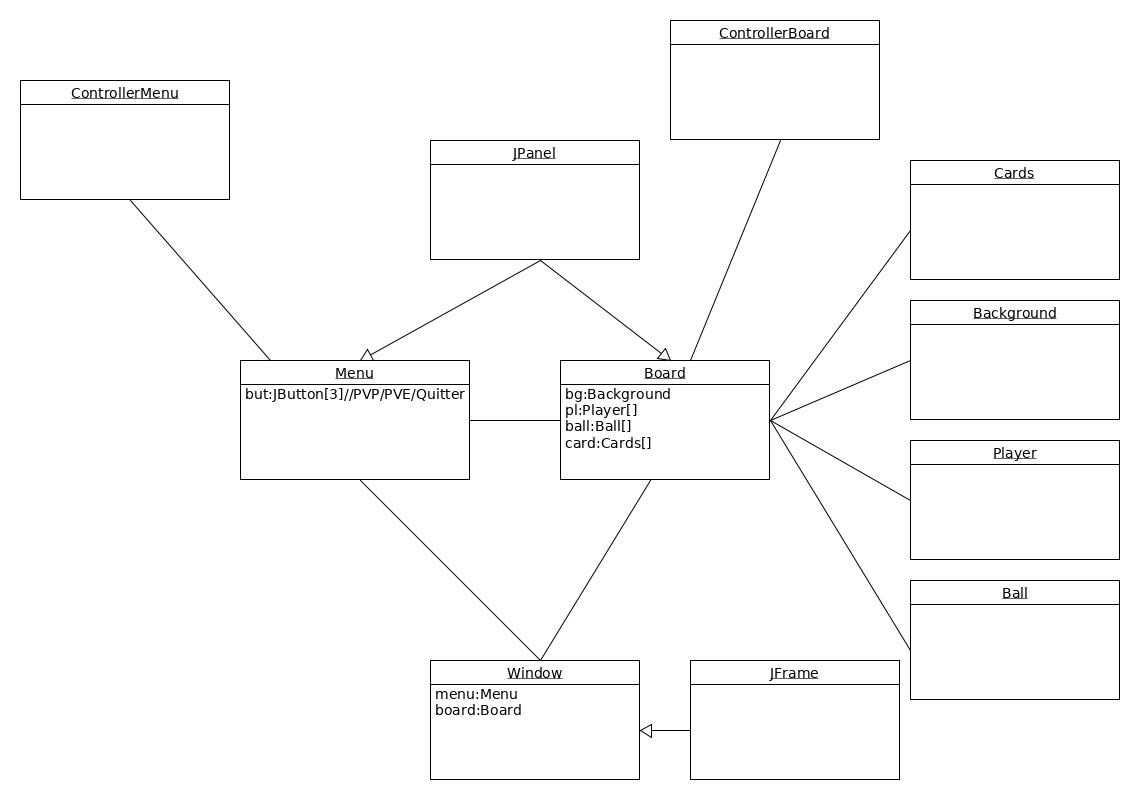 ControllerBoard
ControllerMenu
JPanel
Cards
Background
Menu
but:JButton[3]//PVP/PVE/Quitter
Board
bg:Background
pl:Player[]
ball:Ball[]
card:Cards[]
Player
Ball
Window
menu:Menu
board:Board
JFrame